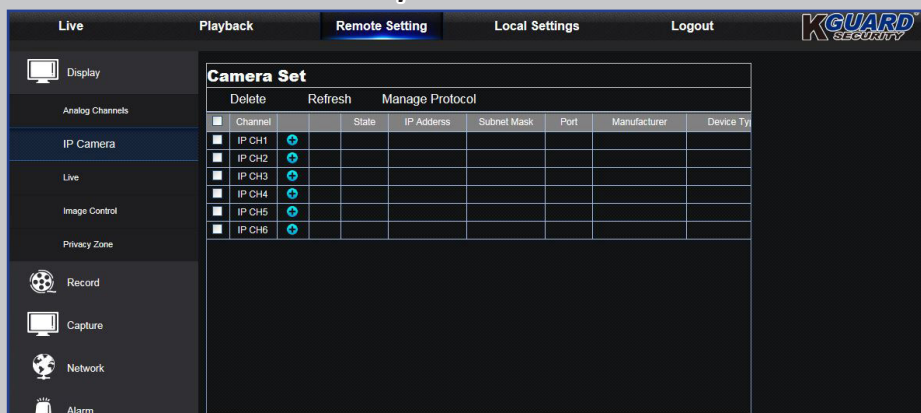 Live Playback Remote Setting Local Settings Logout KGUARD SECURITY
Display
Analog Channels
IP Camera
Live
Image Control
Privacy Zone
Record
Capture
Network
Alarm
Camera Set
Delete Refresh Manage Protocol
Channel State IP Adderss Subnet Mask Port Manufacturer Device Ty
IP CH1
IP CH2
IP CH3
IP CH4
IP CH5
IP CH6